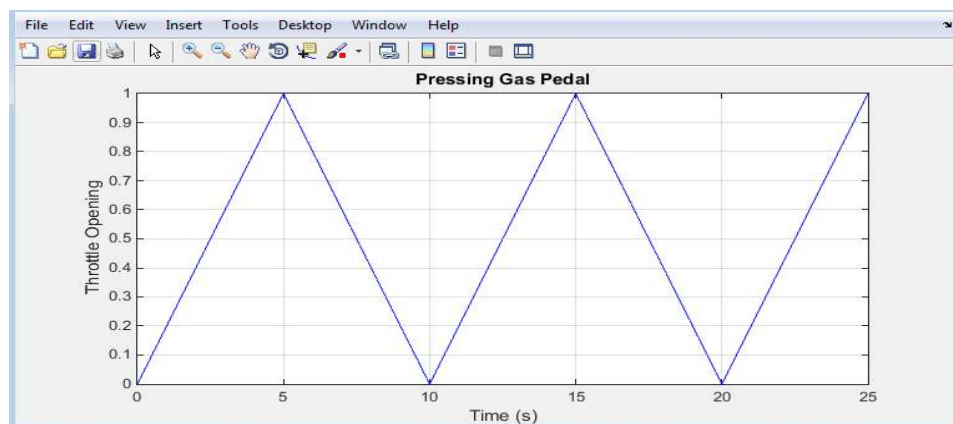 File Edit View Insert Tools Desktop Window Help
Pressing Gas Pedal
1
0.9
0.8
0.7
0.6
0.5
0.4
0.3
0.2
0.1
0
Throttle Opening
0 5 10 15 20 25
Time (s)